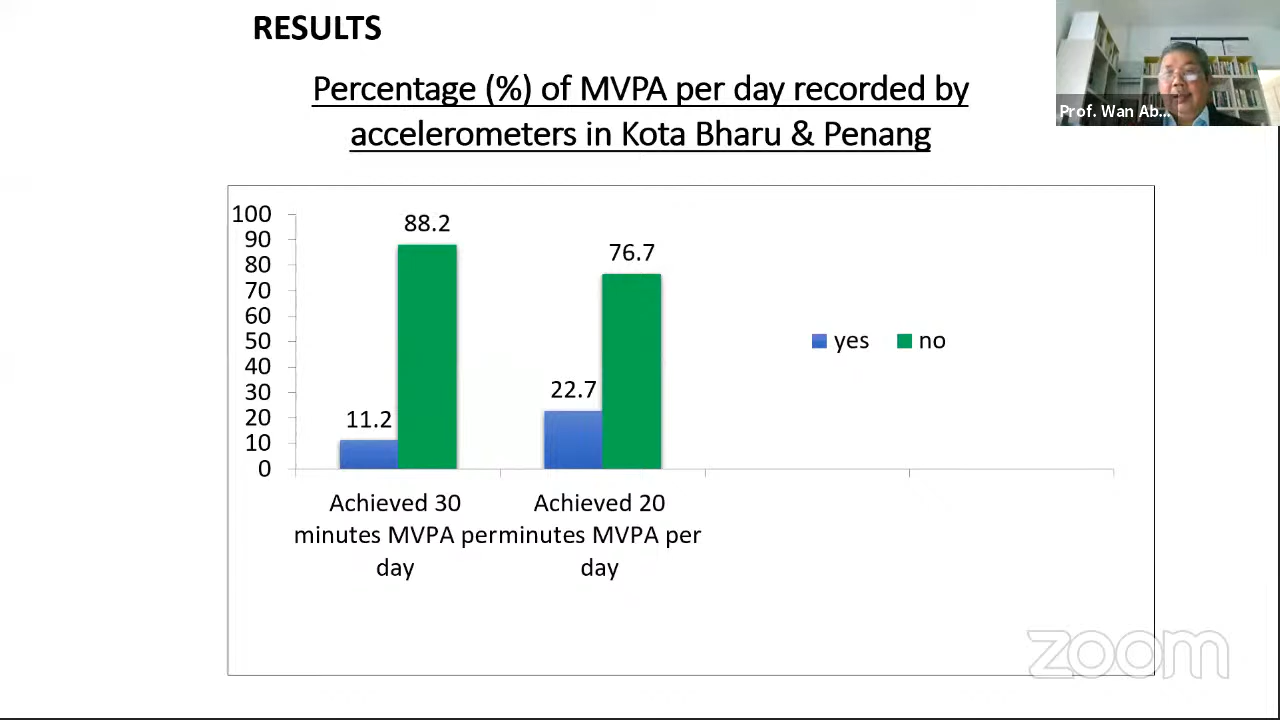 RESULTS
Percentage (%) of MVPA per day recorded by
accelerometers in Kota Bharu & Penang
Prof. Wan Ab...
100
90
80
70
60
50
40
30
20
10
0
11.2
88.2
22.7
76.7
yes
no
Achieved 30
minutes MVPA per
day
Achieved 20
minutes MVPA per
day
zoom